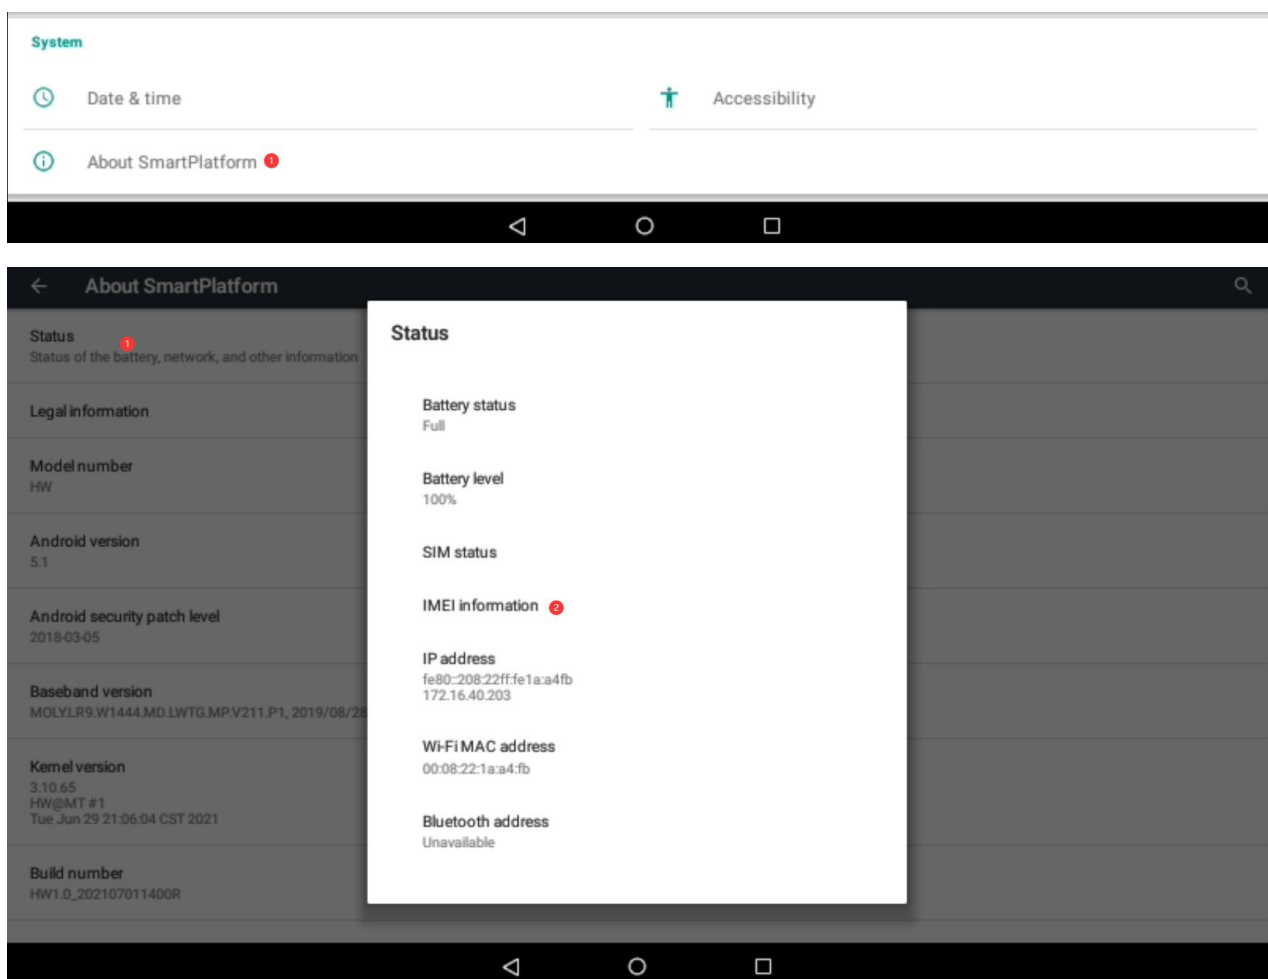 System
Date & time
Accessibility
About SmartPlatform 1
About SmartPlatform
Status
1
Status of the battery, network, and other information
Legal information
Model number
HW
Android version
5.1
Android security patch level
2018-03-05
Baseband version
MOLY.LR9.W1444.MD.LWTG.MP.V211.P1, 2019/08/28
Kernel version
3.10.65
HW@MT #1
Tue Jun 29 21:06:04 CST 2021
Build number
HW1.0_202107011400R
Status
Battery status
Full
Battery level
100%
SIM status
IMEI information 2
IP address
fe80::208:22ff:fe1a:a4fb
172.16.40.203
Wi-Fi MAC address
00:08:22:1a:a4:fb
Bluetooth address
Unavailable